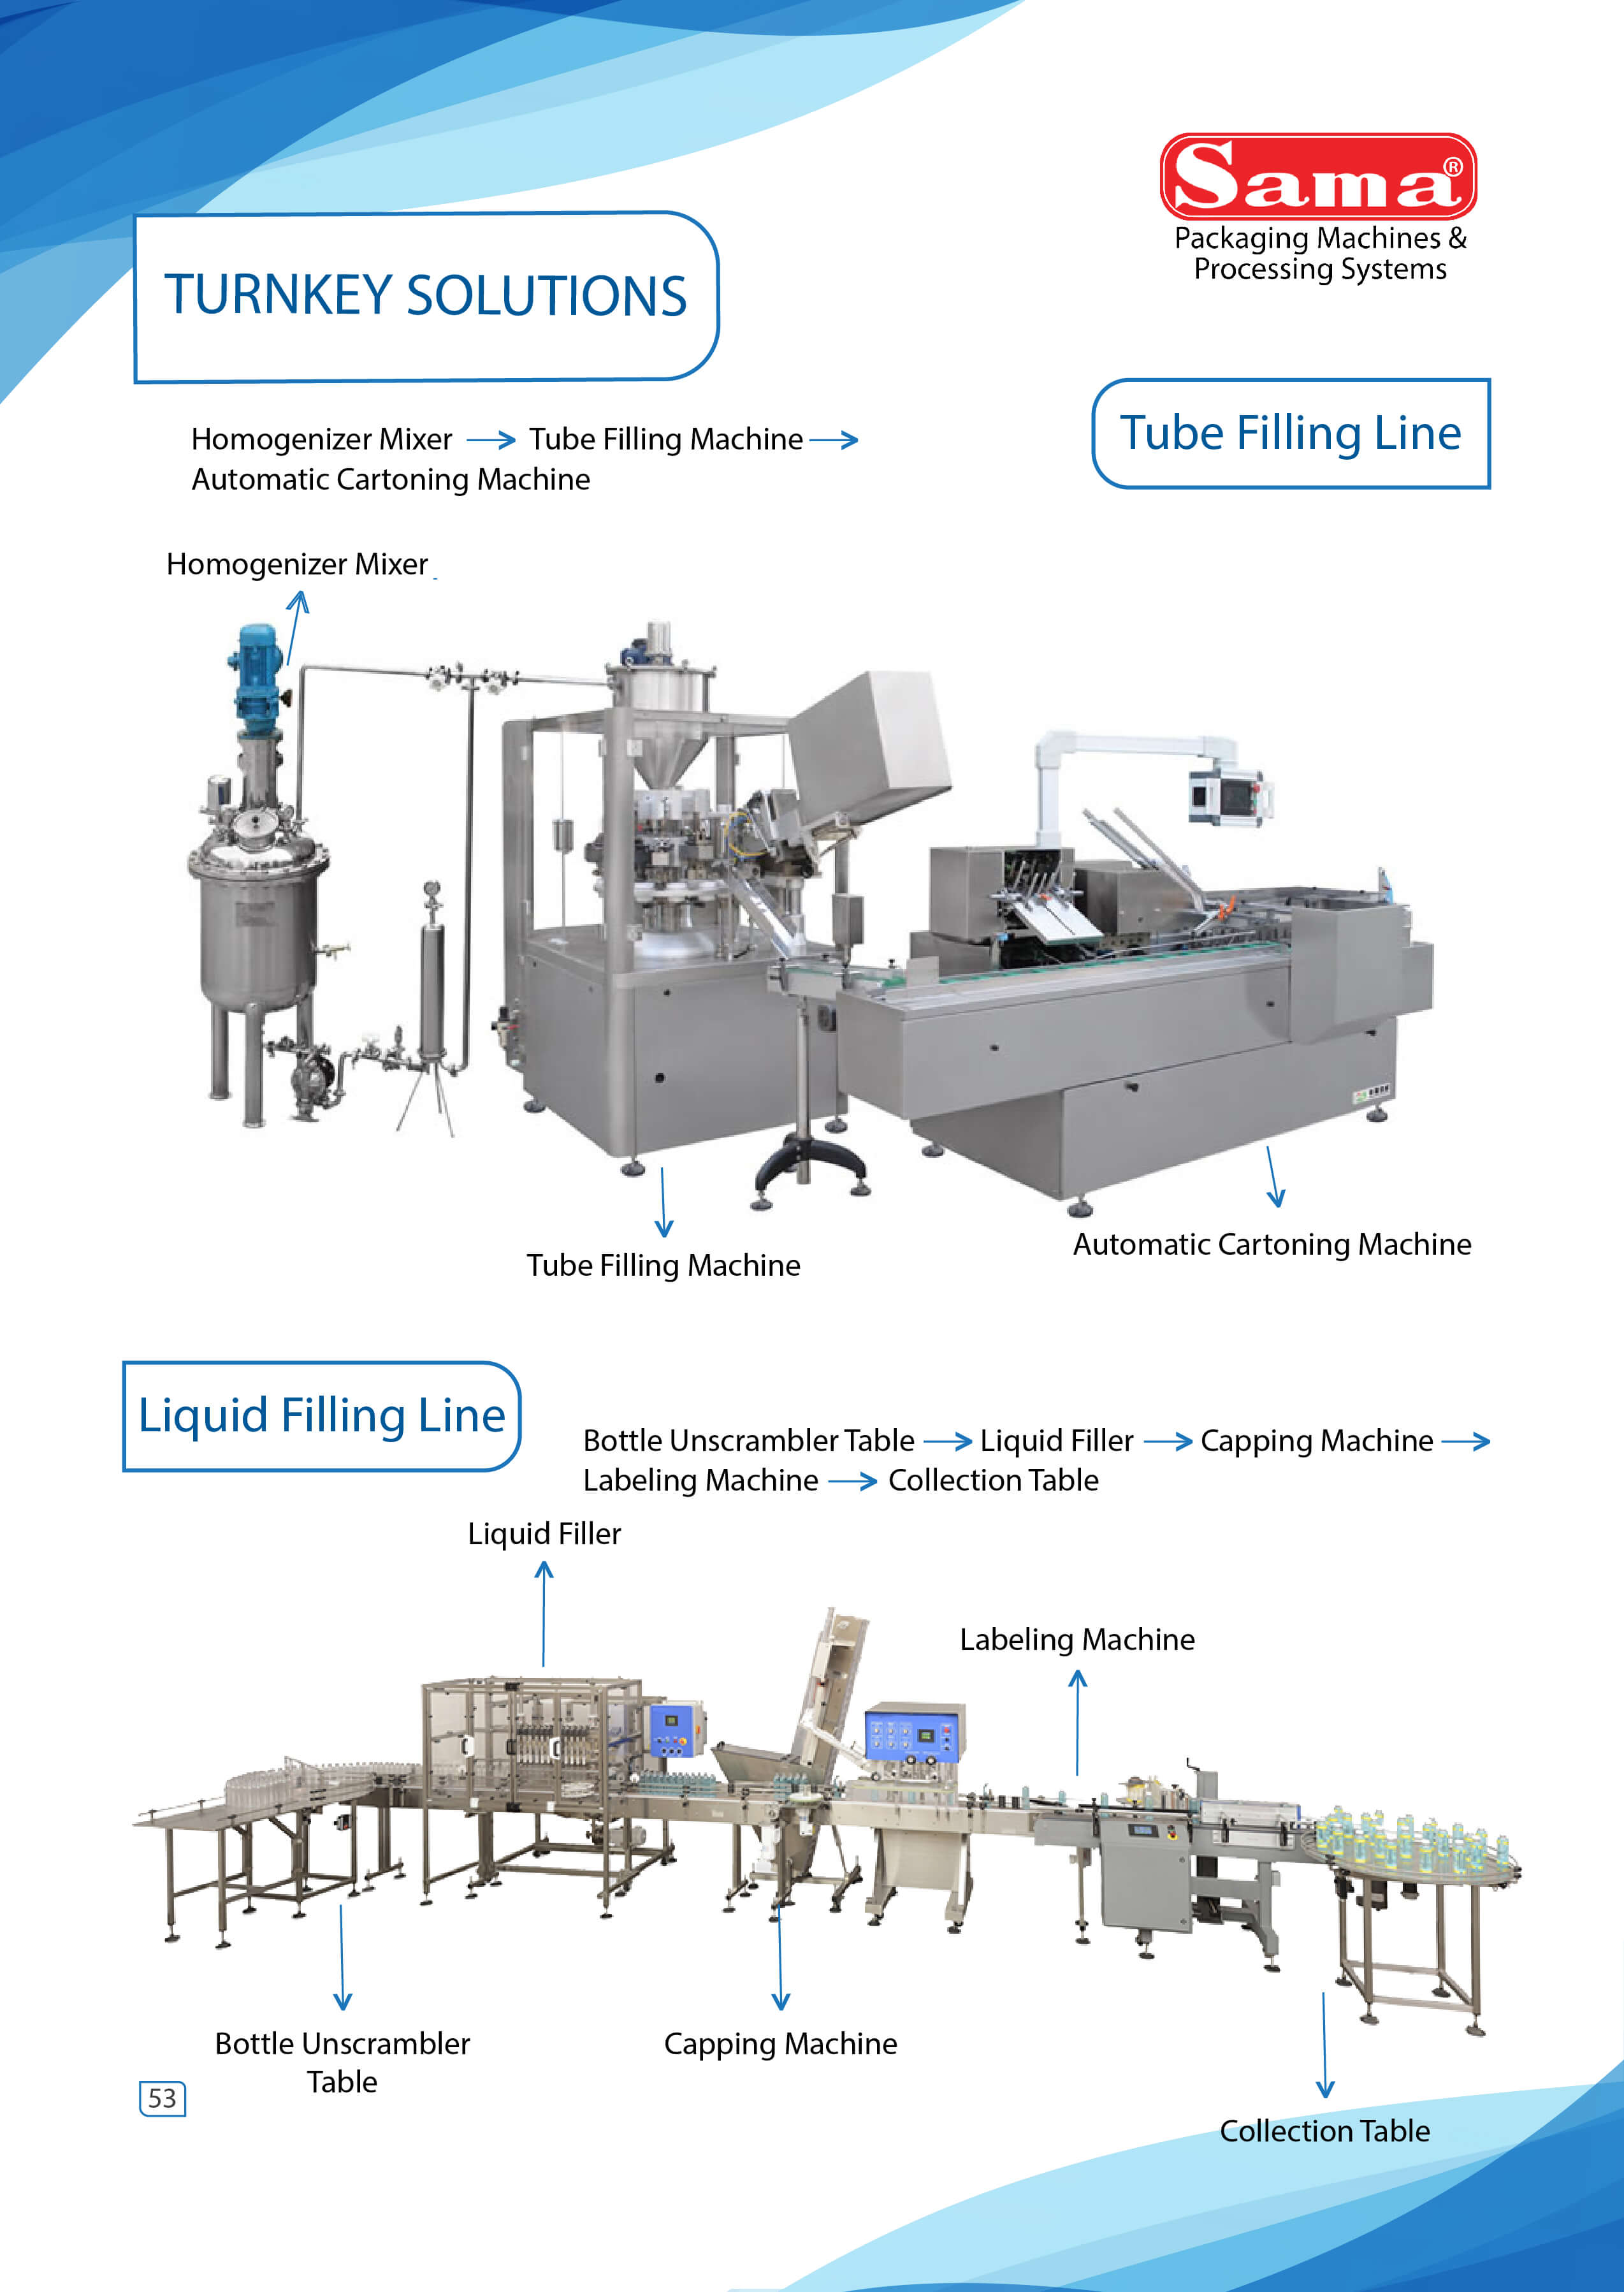 Sama®
Packaging Machines &
Processing Systems
TURNKEY SOLUTIONS
Tube Filling Line
Homogenizer Mixer → Tube Filling Machine →
Automatic Cartoning Machine
Homogenizer Mixer
Tube Filling Machine
Automatic Cartoning Machine
Liquid Filling Line
Bottle Unscrambler Table → Liquid Filler → Capping Machine →
Labeling Machine → Collection Table
Liquid Filler
Labeling Machine
Bottle Unscrambler
Table
Capping Machine
Collection Table
53